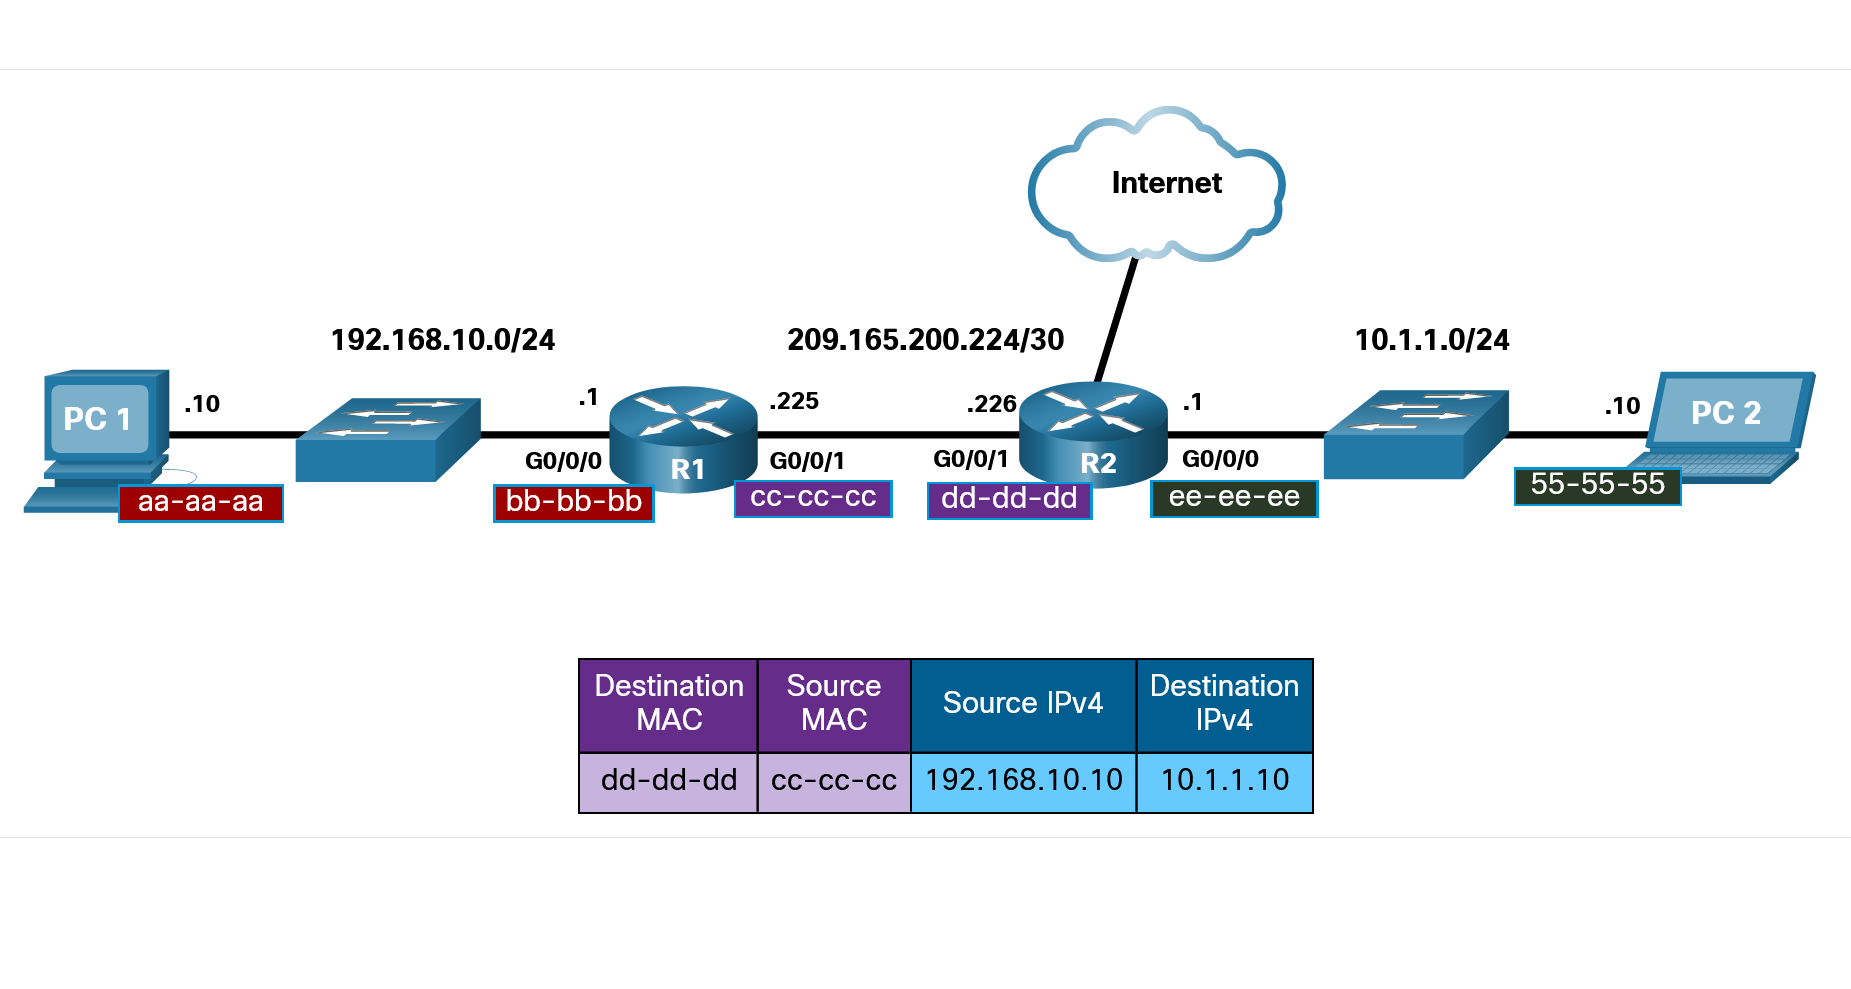 Internet
192.168.10.0/24
209.165.200.224/30
10.1.1.0/24
PC 1
.10
.1
.225
.226
.1
.10
PC 2
G0/0/0
R1
G0/0/1
G0/0/1
R2
G0/0/0
aa-aa-aa
bb-bb-bb
cc-cc-cc
dd-dd-dd
ee-ee-ee
55-55-55
Destination
MAC
Source
MAC
Source IPv4
Destination
IPv4
dd-dd-dd
cc-cc-cc
192.168.10.10
10.1.1.10